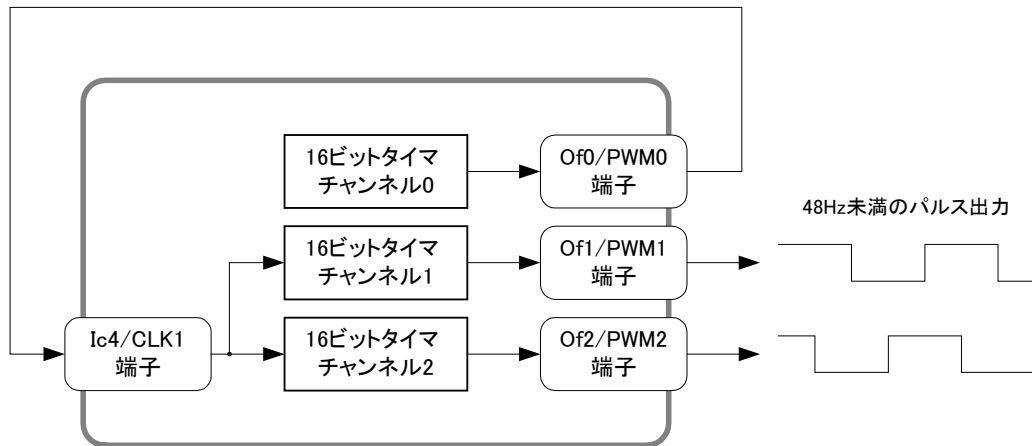 16ビットタイマ
チャンネル0
Of0/PWM0
端子
48Hz未満のパルス出力
16ビットタイマ
チャンネル1
Of1/PWM1
端子
Ic4/CLK1
端子
16ビットタイマ
チャンネル2
Of2/PWM2
端子